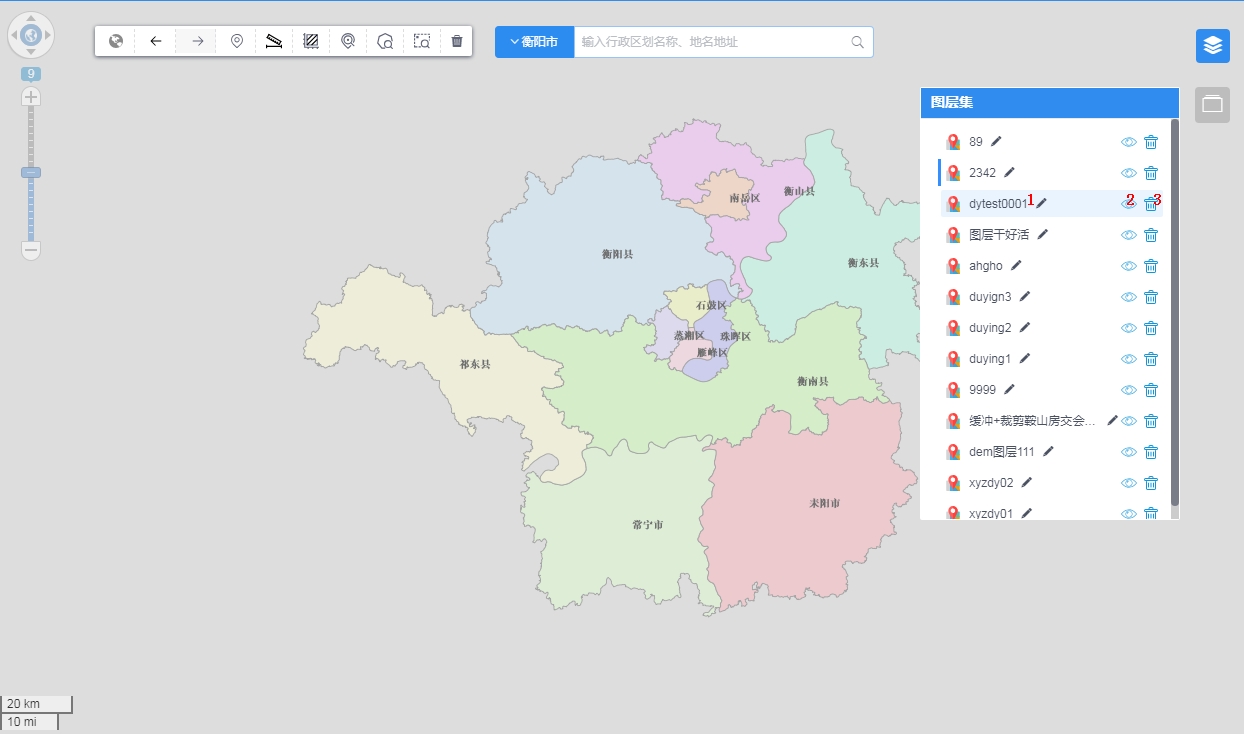 衡阳市
输入行政区划名称、地名地址
9
图层集
89
2342
dytest0001 1 2 3
图层干好活
ahgho
duyign3
duying2
duying1
9999
缓冲+裁剪鞍山房交会...
dem图层111
xyzdy02
xyzdy01
衡山县
南岳区
衡阳县
衡东县
石鼓区
蒸湘区
珠晖区
雁峰区
祁东县
衡南县
耒阳市
常宁市
20 km
10 mi